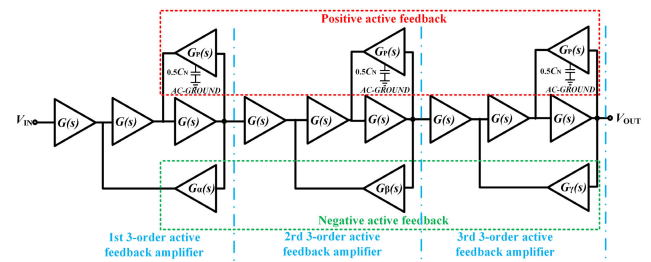 Positive active feedback
GP(s) GP(s) GP(s)
0.5CN 0.5CN 0.5CN
AC-GROUND AC-GROUND AC-GROUND
VIN G(s) G(s) G(s) G(s) G(s) G(s) G(s) G(s) G(s) VOUT
Gα(s) Gβ(s) Gγ(s)
Negative active feedback
1st 3-order active feedback amplifier
2rd 3-order active feedback amplifier
3rd 3-order active feedback amplifier